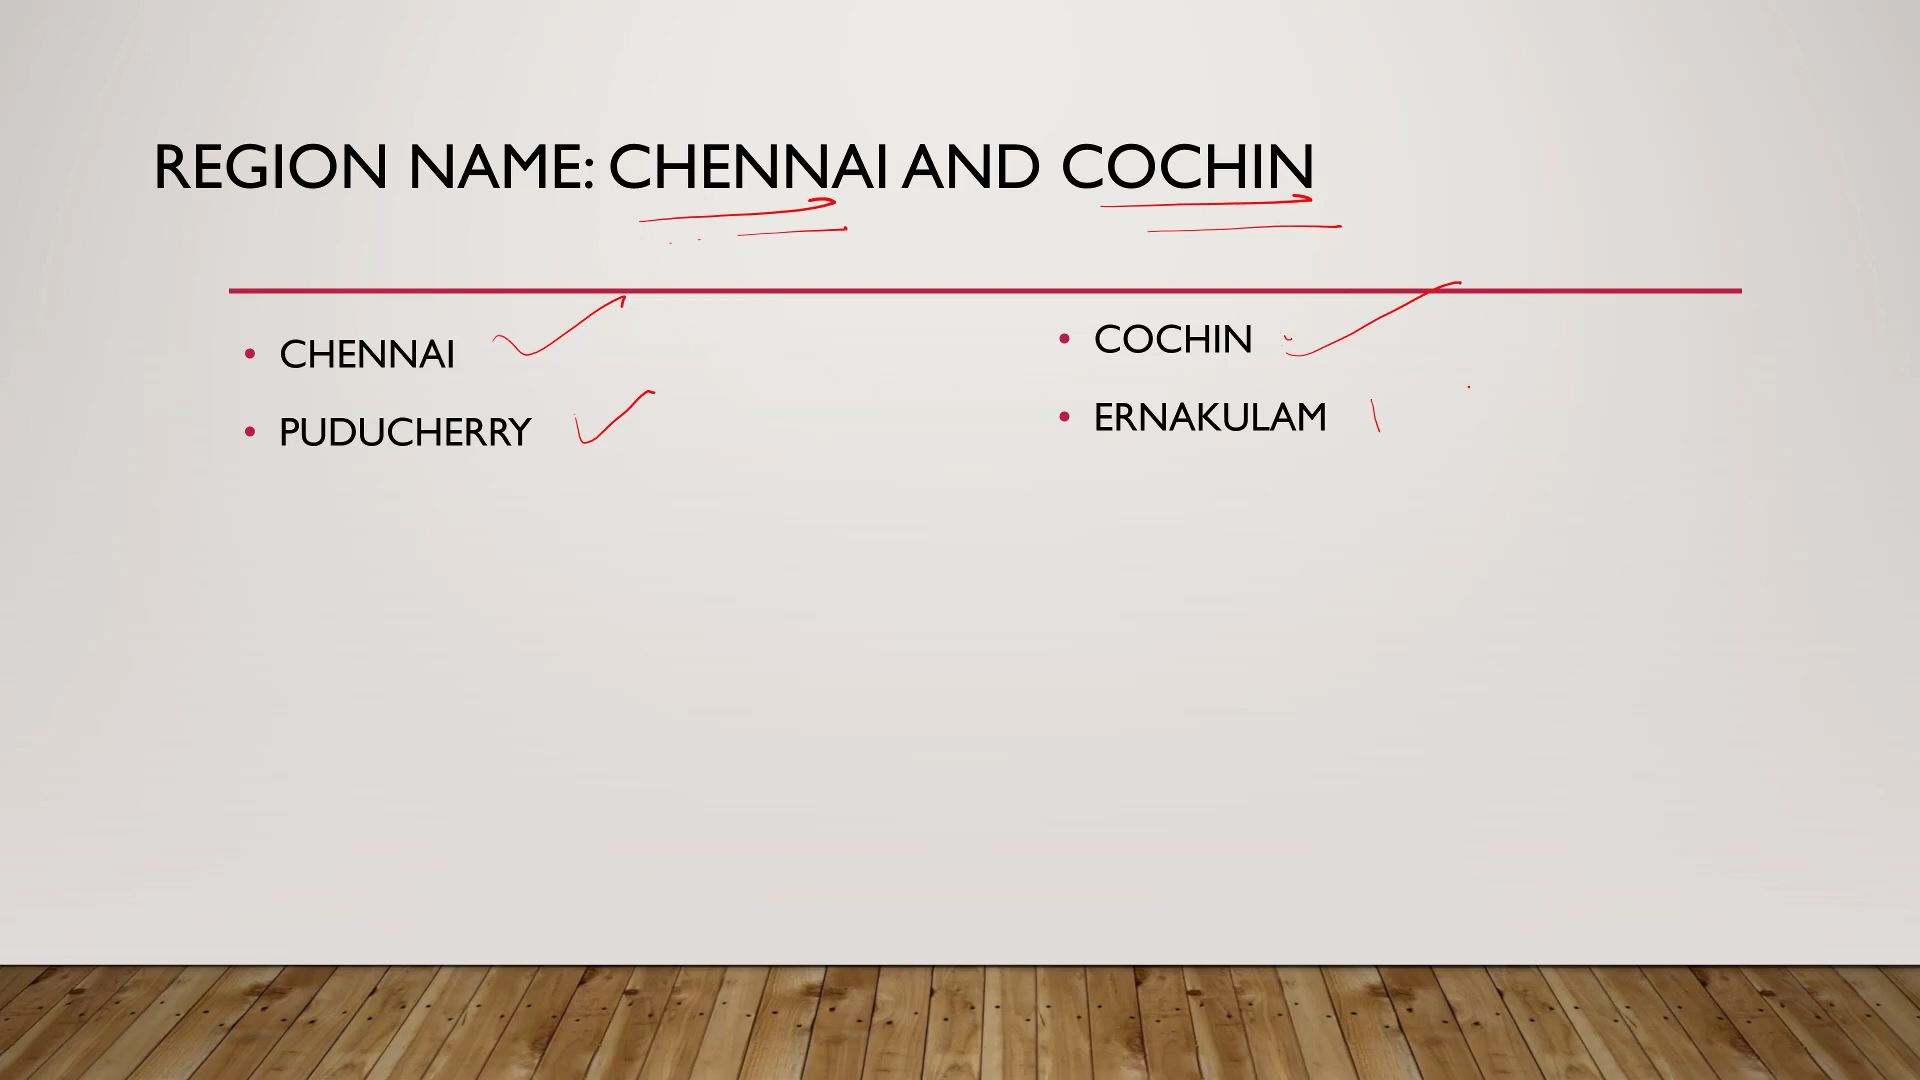 REGION NAME: CHENNAI AND COCHIN
CHENNAI
PUDUCHERRY
COCHIN
ERNAKULAM